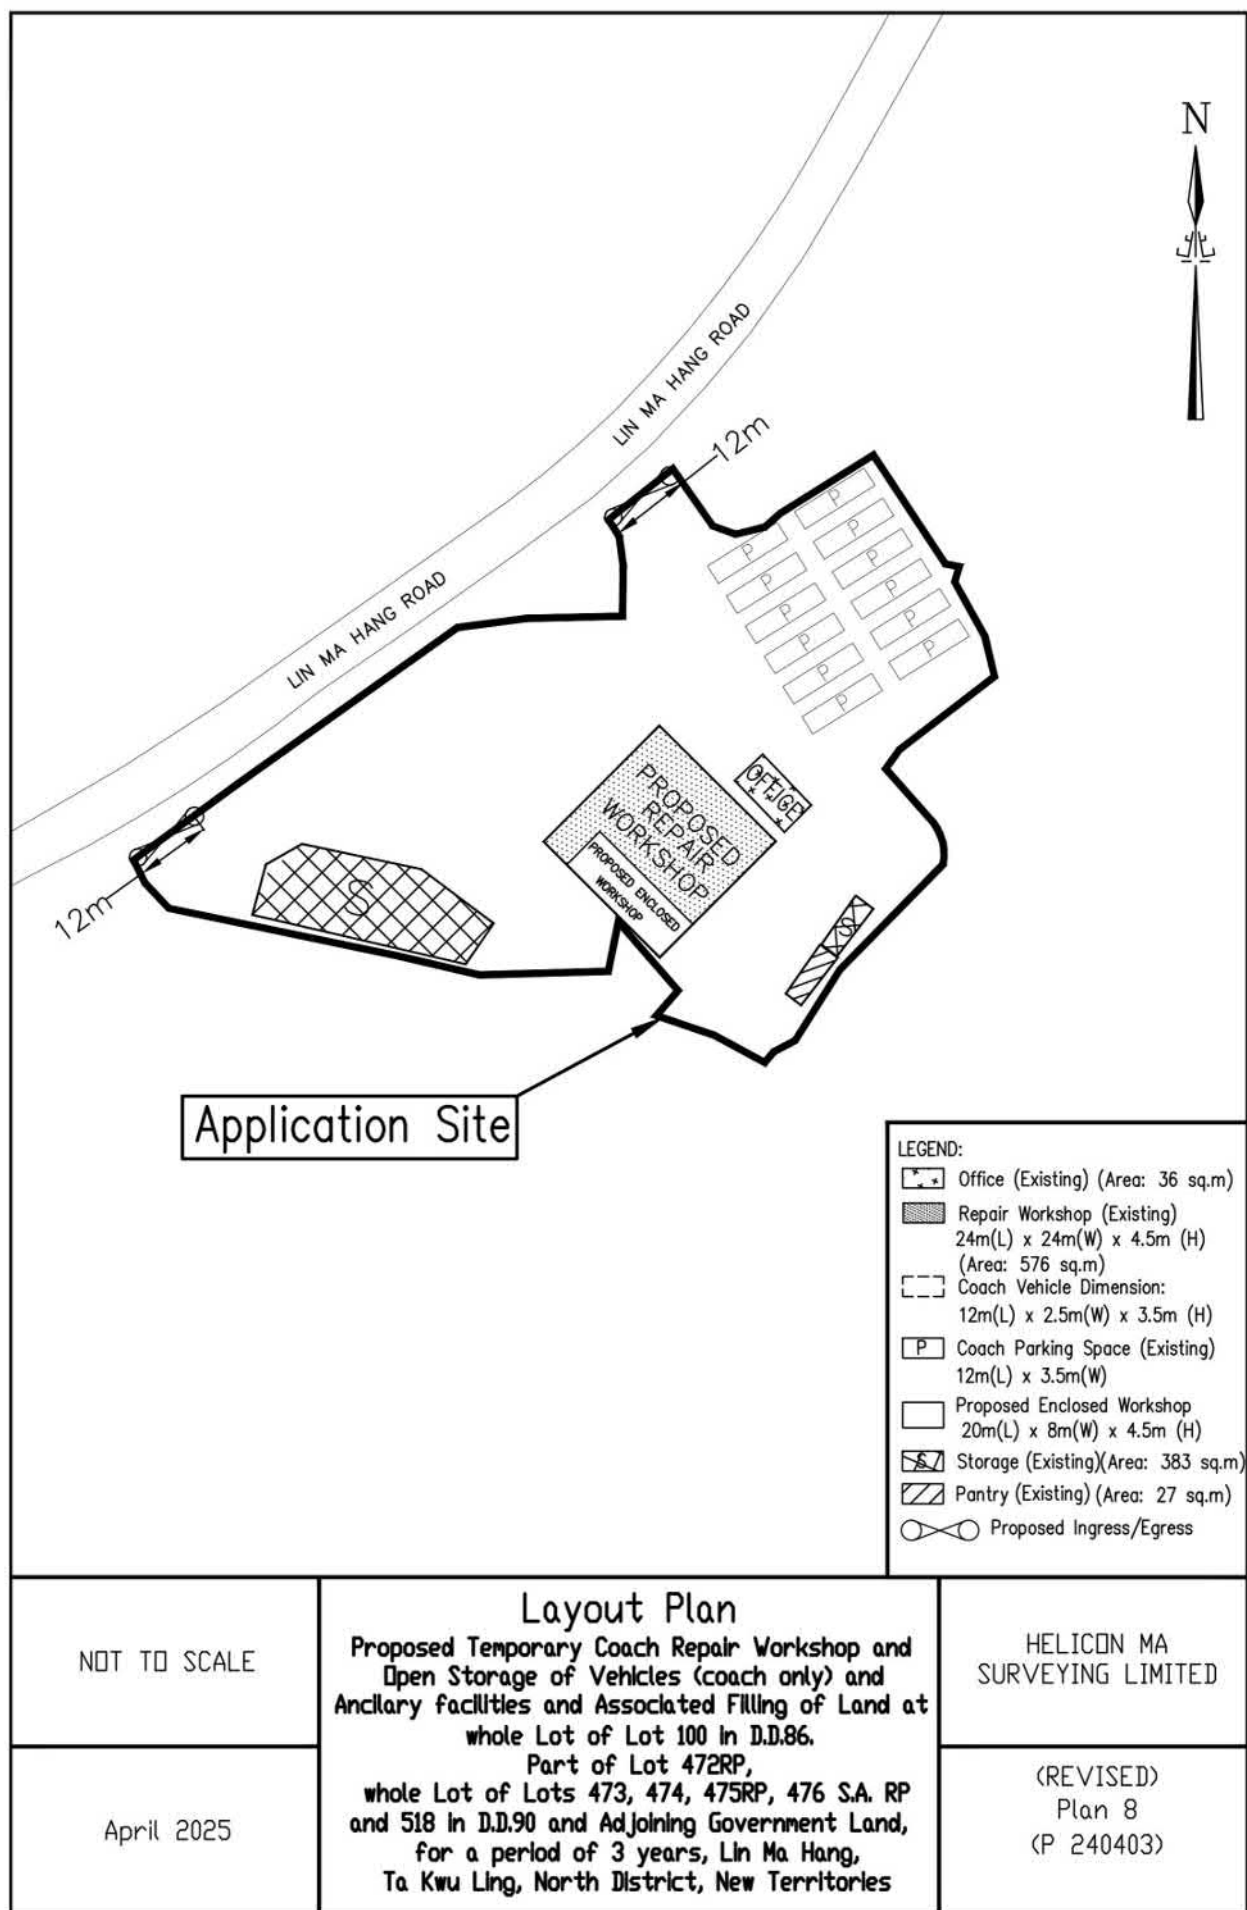 N
LIN MA HANG ROAD
12m
P
P
P
P
P
P
P
P
P
P
P
P
LIN MA HANG ROAD
OFFICE
PROPOSED
REPAIR
WORKSHOP
PROPOSED ENCLOSED
WORKSHOP
12m
S
S
Application Site
LEGEND:
Office (Existing) (Area: 36 sq.m)
Repair Workshop (Existing)
24m(L) x 24m(W) x 4.5m (H)
(Area: 576 sq.m)
Coach Vehicle Dimension:
12m(L) x 2.5m(W) x 3.5m (H)
P Coach Parking Space (Existing)
12m(L) x 3.5m(W)
Proposed Enclosed Workshop
20m(L) x 8m(W) x 4.5m (H)
S Storage (Existing)(Area: 383 sq.m)
Pantry (Existing) (Area: 27 sq.m)
Proposed Ingress/Egress
NOT TO SCALE
April 2025
Layout Plan
Proposed Temporary Coach Repair Workshop and
Open Storage of Vehicles (coach only) and
Ancilary facilities and Associated Filling of Land at
whole Lot of Lot 100 in D.D.86.
Part of Lot 472RP,
whole Lot of Lots 473, 474, 475RP, 476 S.A. RP
and 518 in D.D.90 and Adjoining Government Land,
for a period of 3 years, Lin Ma Hang,
Ta Kwu Ling, North District, New Territories
HELICON MA
SURVEYING LIMITED
(REVISED)
Plan 8
(P 240403)